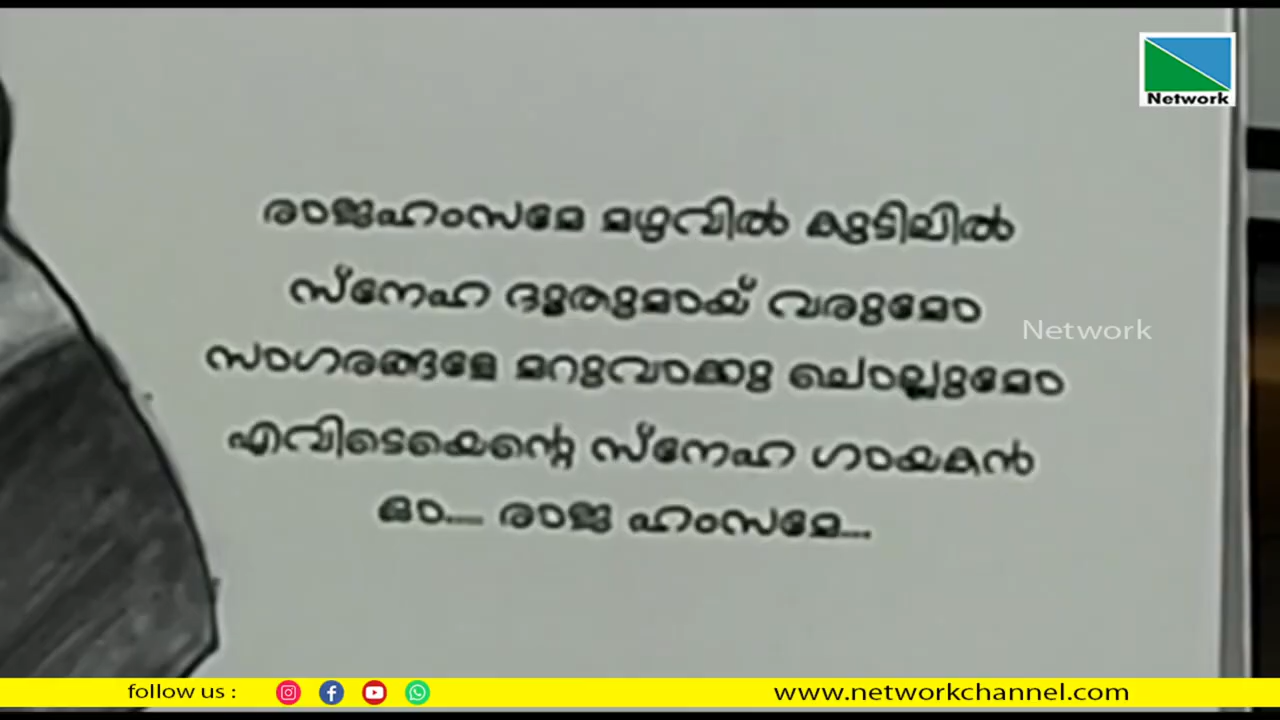 Network
രാജഹംസമേ മഴവിൽ കുടിലിൽ
സ്നേഹ ദൂതുമായ് വരുമോ
Network
സാഗരങ്ങളേ മറുവാക്കു ചൊല്ലുമോ
എവിടെയെന്റെ സ്നേഹ ഗായകൻ
ഓ.... രാജ ഹംസമേ....
follow us :
www.networkchannel.com